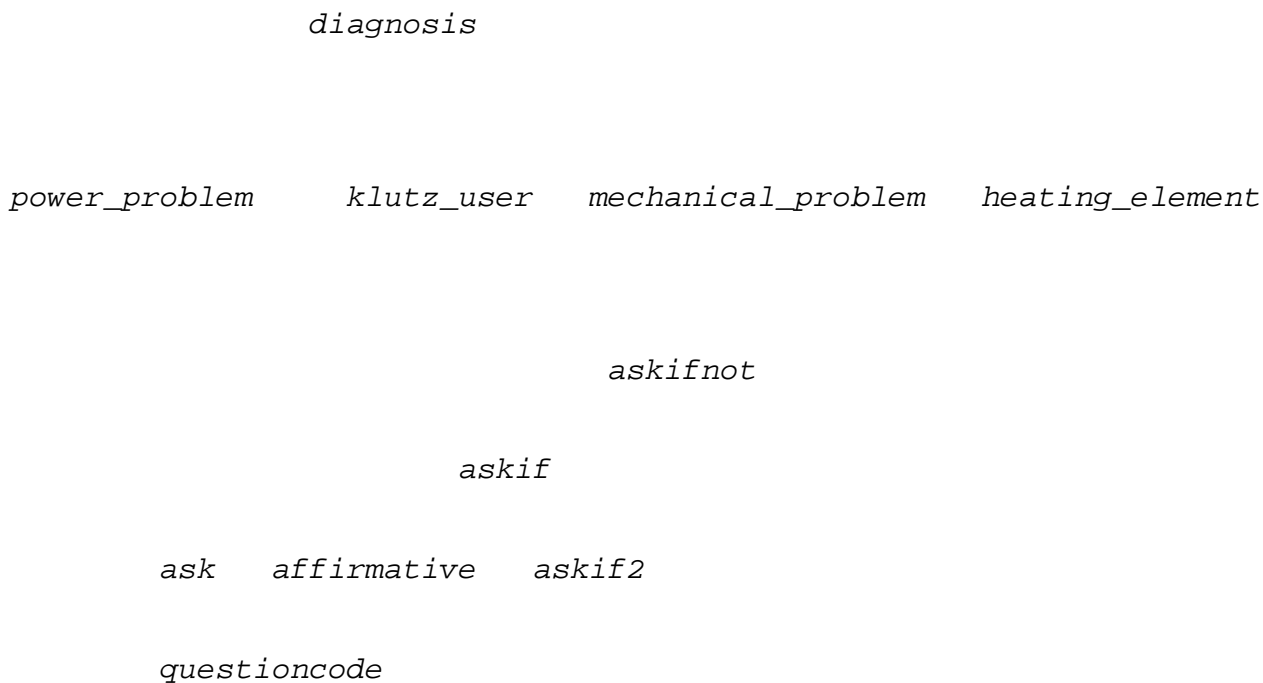 diagnosis
power_problem klutz_user mechanical_problem heating_element
askifnot
askif
ask affirmative askif2
questioncode